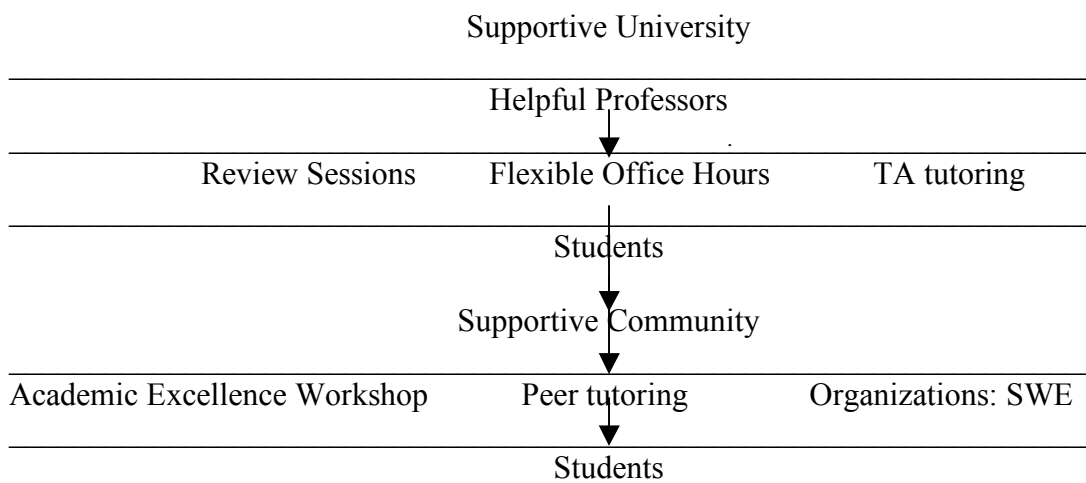 Supportive University
Helpful Professors
Review Sessions Flexible Office Hours TA tutoring
Students
Supportive Community
Academic Excellence Workshop Peer tutoring Organizations: SWE
Students